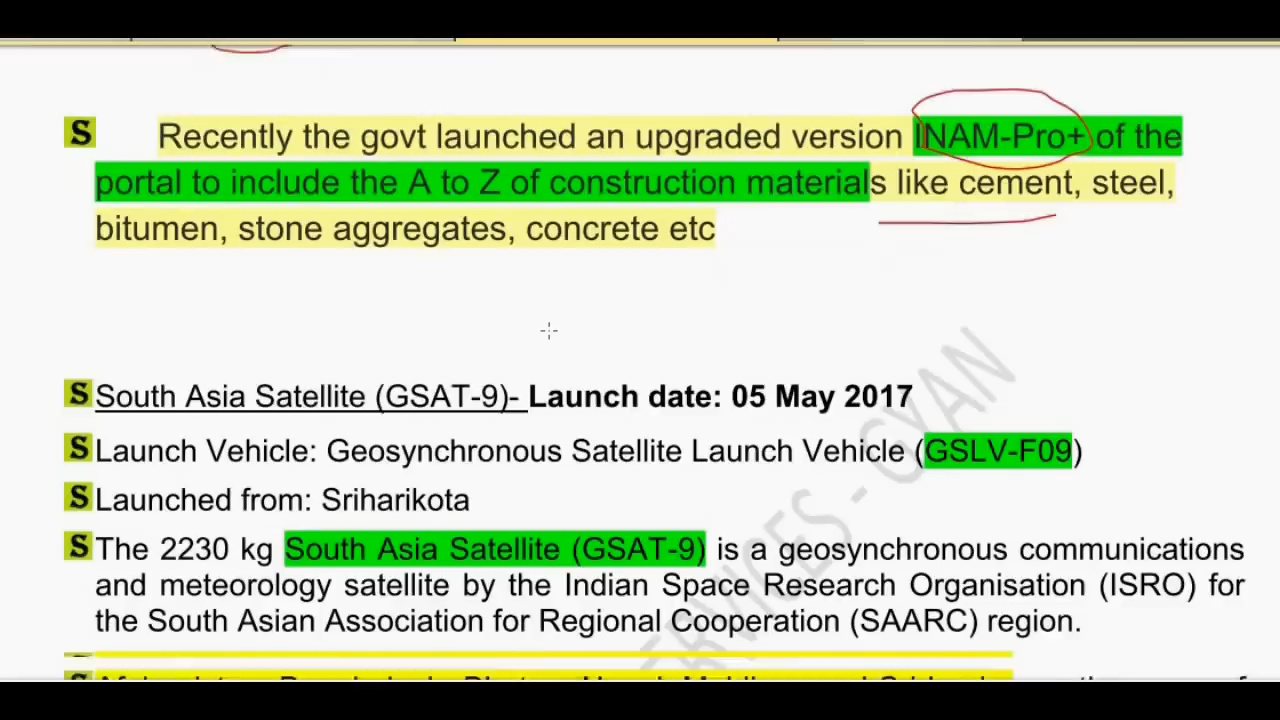 S Recently the govt launched an upgraded version INAM-Pro+ of the
portal to include the A to Z of construction materials like cement, steel,
bitumen, stone aggregates, concrete etc
S South Asia Satellite (GSAT-9)- Launch date: 05 May 2017
S Launch Vehicle: Geosynchronous Satellite Launch Vehicle (GSLV-F09)
S Launched from: Sriharikota
S The 2230 kg South Asia Satellite (GSAT-9) is a geosynchronous communications
and meteorology satellite by the Indian Space Research Organisation (ISRO) for
the South Asian Association for Regional Cooperation (SAARC) region.
SERVICES - GYAN